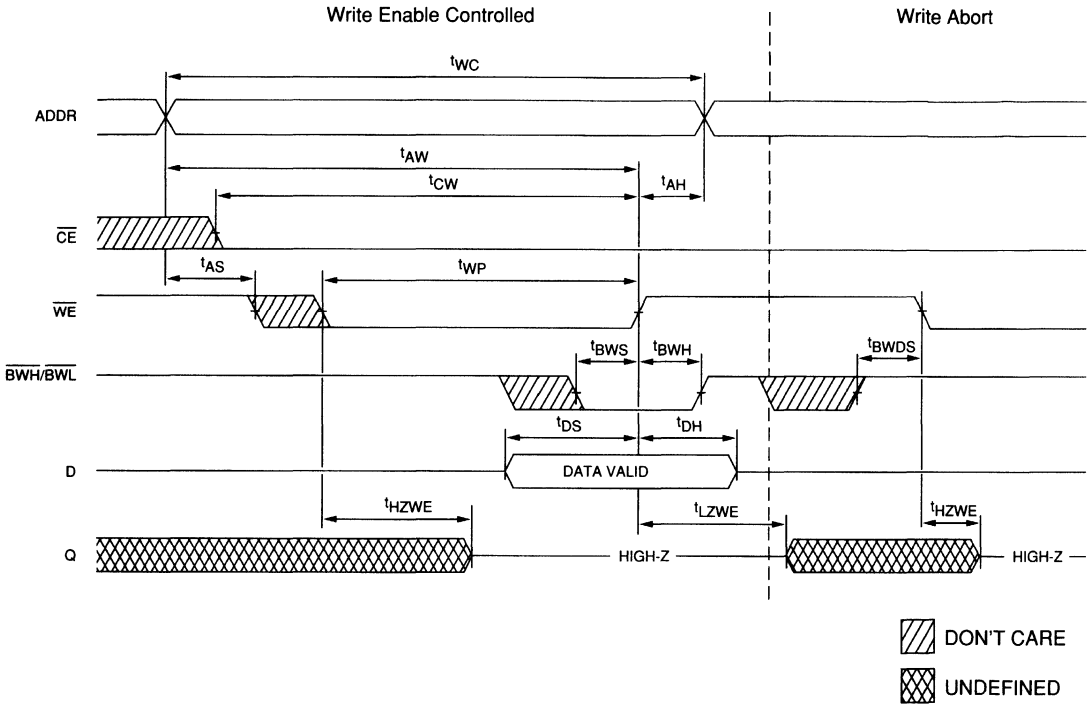 Write Enable Controlled
Write Abort
tWC
ADDR
tAW
tCW
tAH
CE
tAS
tWP
WE
tBWS
tBWH
tBWDS
BWH/BWL
tDS
tDH
D
DATA VALID
tHZWE
tLZWE
tHZWE
Q
HIGH-Z
HIGH-Z
DON'T CARE
UNDEFINED